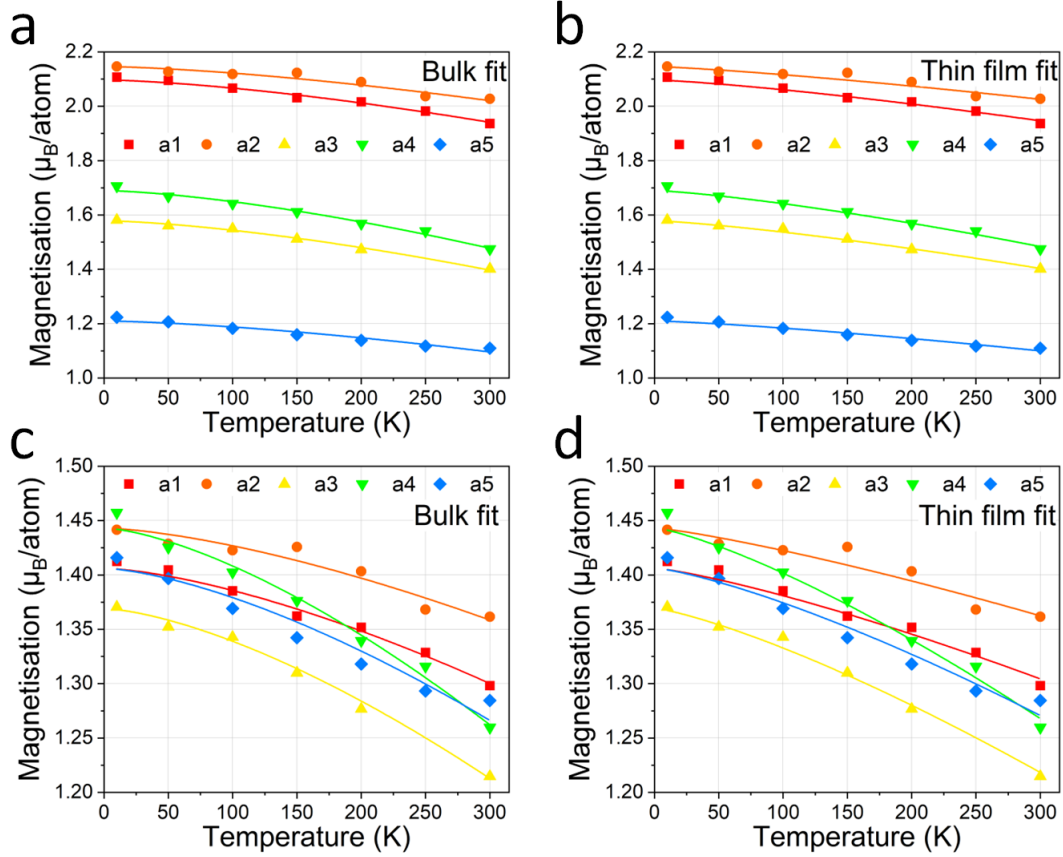 a
b
2.2
2.0
1.8
1.6
1.4
1.2
1.0
Magnetisation (μB/atom)
Bulk fit
a1 a2 a3 a4 a5
0 50 100 150 200 250 300
Temperature (K)
2.2
2.0
1.8
1.6
1.4
1.2
1.0
Magnetisation (μB/atom)
Thin film fit
a1 a2 a3 a4 a5
0 50 100 150 200 250 300
Temperature (K)
c
d
1.50
1.45
1.40
1.35
1.30
1.25
1.20
Magnetisation (μB/atom)
a1 a2 a3 a4 a5
Bulk fit
0 50 100 150 200 250 300
Temperature (K)
1.50
1.45
1.40
1.35
1.30
1.25
1.20
Magnetisation (μB/atom)
a1 a2 a3 a4 a5
Thin film fit
0 50 100 150 200 250 300
Temperature (K)